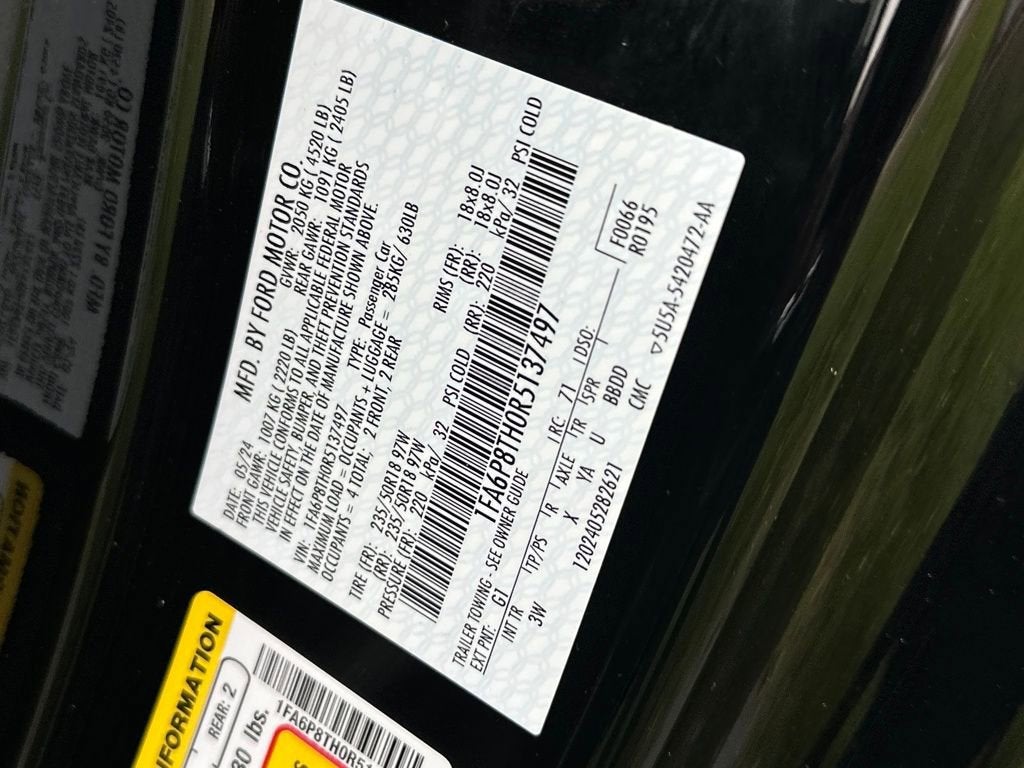 MFD. BY FORD MOTOR CO.
DATE: 05/24 GVWR: 2050 KG ( 4520 LB)
FRONT GAWR: 1007 KG ( 2220 LB) REAR GAWR: 1091 KG ( 2405 LB)
THIS VEHICLE CONFORMS TO ALL APPLICABLE FEDERAL MOTOR
VEHICLE SAFETY, BUMPER, AND THEFT PREVENTION STANDARDS
IN EFFECT ON THE DATE OF MANUFACTURE SHOWN ABOVE.
VIN: 1FA6P8TH0R5137497 TYPE: Passenger Car
MAXIMUM LOAD = OCCUPANTS + LUGGAGE = 285KG/ 630LB
OCCUPANTS = 4 TOTAL; 2 FRONT, 2 REAR
TIRE (FR): 235/50R18 97W RIMS (FR): 18x8.0J
(RR): 235/50R18 97W (RR): 18x8.0J
PRESSURE(FR): 220 kPa/ 32 PSI COLD (RR): 220 kPa/ 32 PSI COLD
1FA6P8TH0R5137497
TRAILER TOWING - SEE OWNER GUIDE
EXT PNT: G1 RC: 71 DSO: F0066
INT TR TP/PS R AXLE TR SPR R0195
3W X YA U BBDD
1202405282621 CMC
▽5U5A-5420472-AA
FORMATION
REAR: 2
80 lbs.
1FA6P8TH0R51